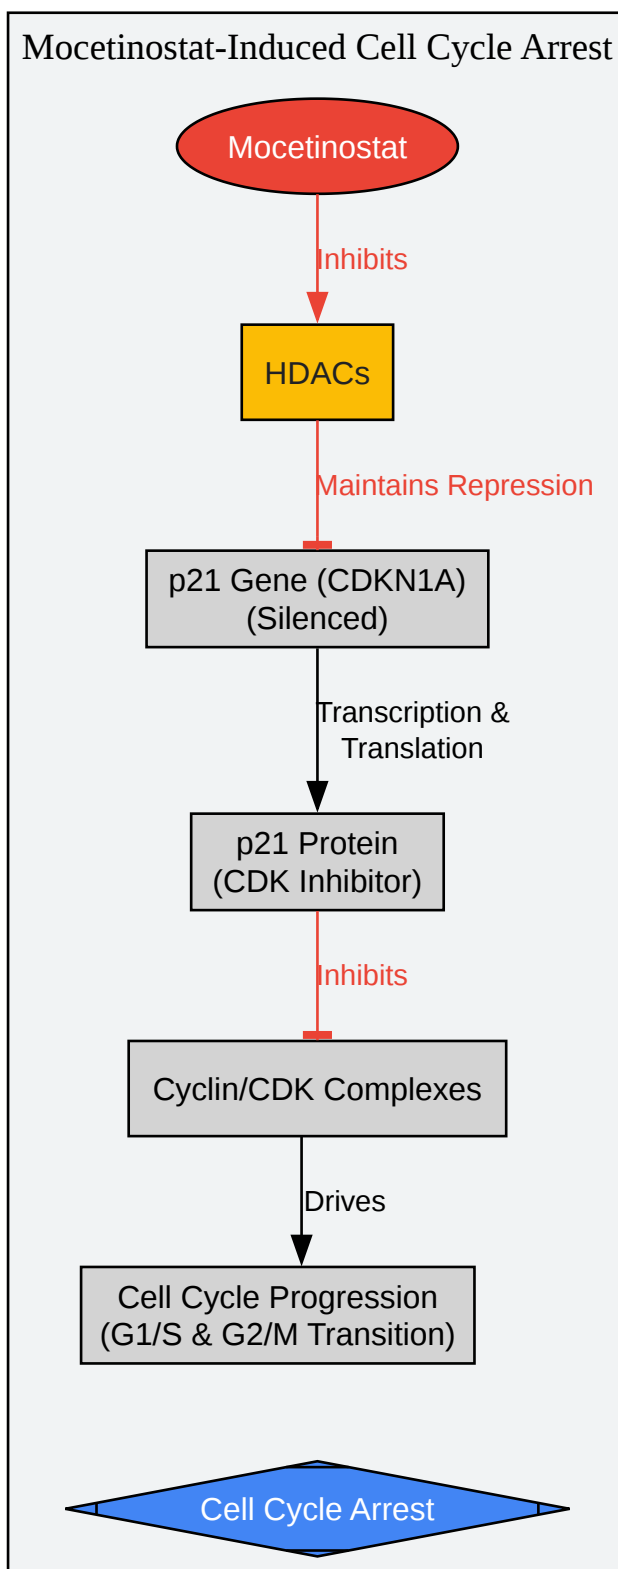 Mocetinostat-Induced Cell Cycle Arrest
Mocetinostat
Inhibits
HDACs
Maintains Repression
p21 Gene (CDKN1A)
(Silenced)
Transcription &
Translation
p21 Protein
(CDK Inhibitor)
Inhibits
Cyclin/CDK Complexes
Drives
Cell Cycle Progression
(G1/S & G2/M Transition)
Cell Cycle Arrest